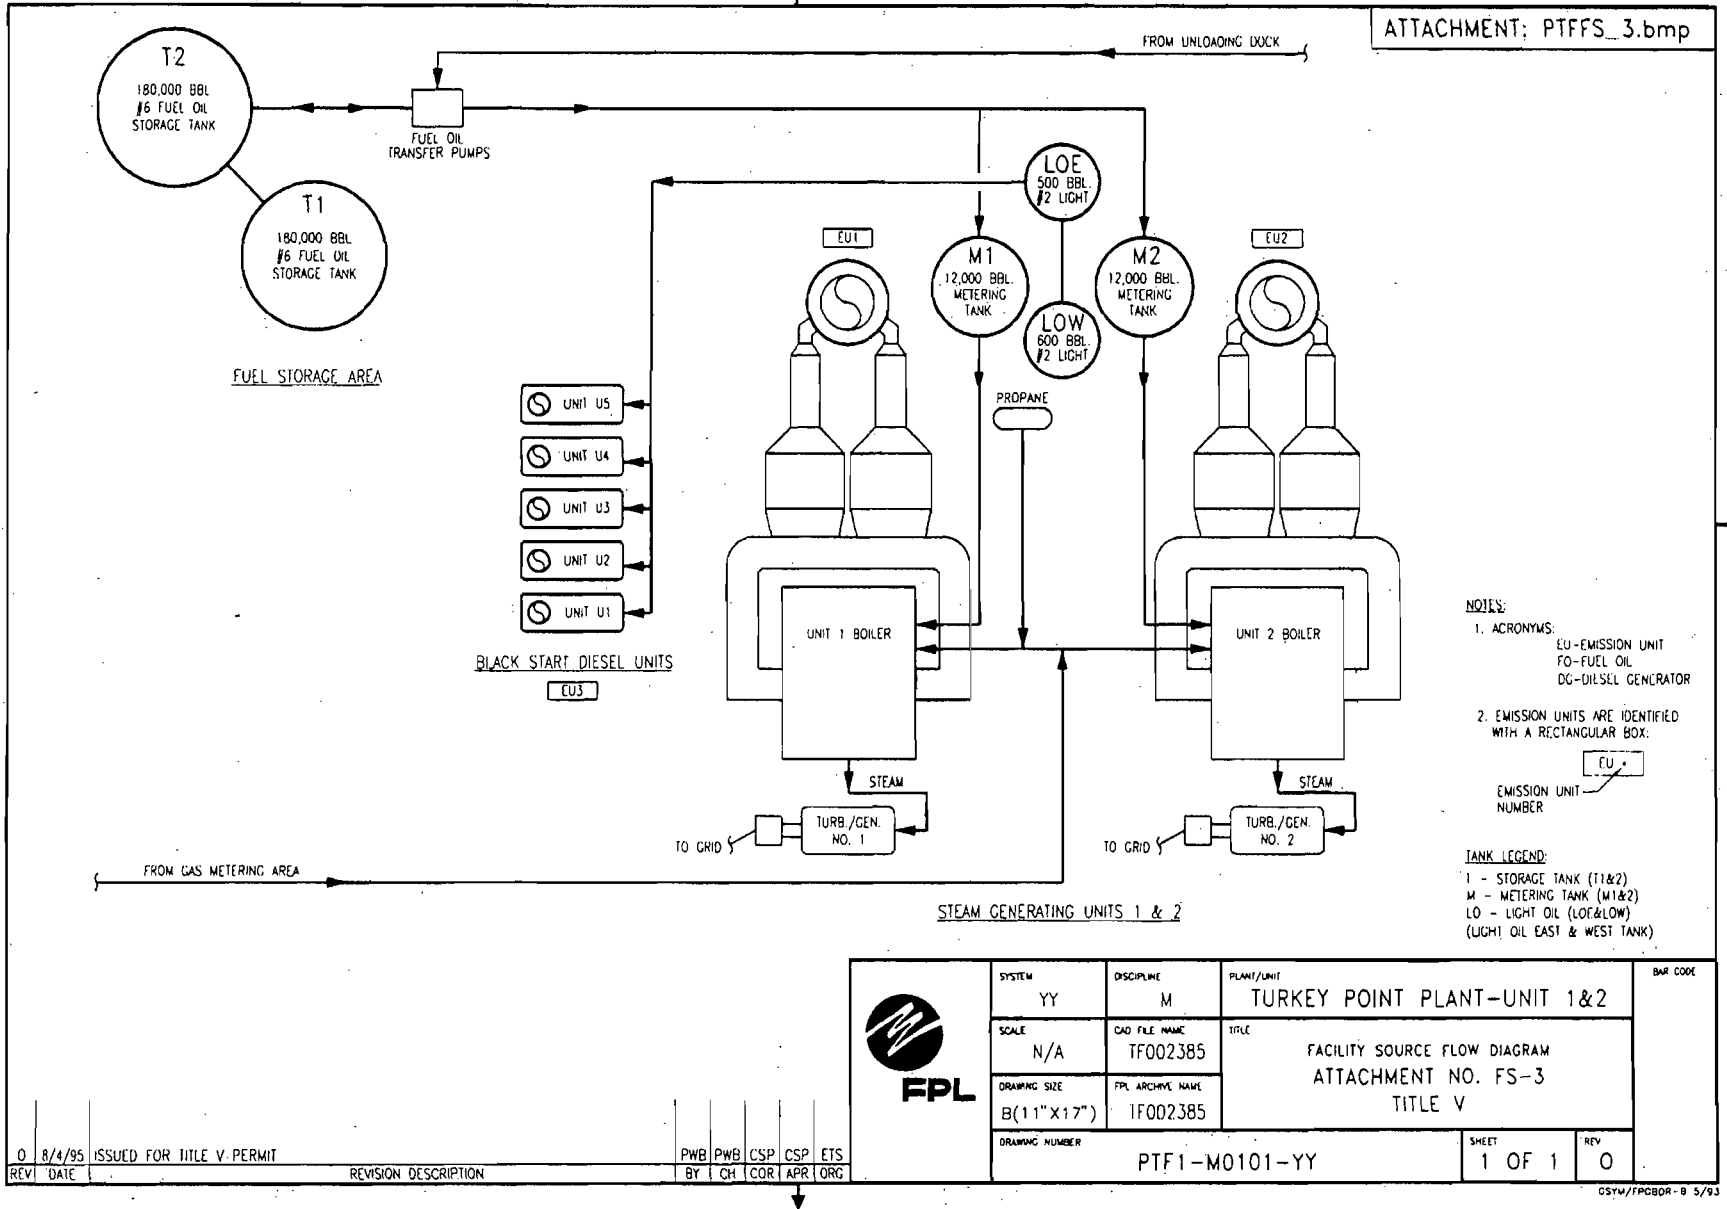 ATTACHMENT: PTFFS_3.bmp
FROM UNLOADING DOCK
T2
180,000 BBL
#6 FUEL OIL
STORAGE TANK
FUEL OIL
TRANSFER PUMPS
T1
180,000 BBL
#6 FUEL OIL
STORAGE TANK
FUEL STORAGE AREA
LOE
500 BBL.
#2 LIGHT
EU1
M1
12,000 BBL.
METERING
TANK
M2
12,000 BBL.
METERING
TANK
EU2
LOW
600 BBL
#2 LIGHT
PROPANE
UNIT U5
UNIT U4
UNIT U3
UNIT U2
UNIT U1
BLACK START DIESEL UNITS
EU3
UNIT 1 BOILER
UNIT 2 BOILER
STEAM
STEAM
TURB./GEN.
NO. 1
TO GRID
TURB./GEN.
NO. 2
TO GRID
FROM GAS METERING AREA
STEAM GENERATING UNITS 1 & 2
NOTES:
1. ACRONYMS:
EU-EMISSION UNIT
FO-FUEL OIL
DG-DIESEL GENERATOR
2. EMISSION UNITS ARE IDENTIFIED
WITH A RECTANGULAR BOX:
EU
EMISSION UNIT
NUMBER
TANK LEGEND:
T - STORAGE TANK (T1&2)
M - METERING TANK (M1&2)
LO - LIGHT OIL (LOE&LOW)
(LIGHT OIL EAST & WEST TANK)
FPL
SYSTEM
YY
DISCIPLINE
M
PLANT/UNIT
TURKEY POINT PLANT-UNIT 1&2
BAR CODE
SCALE
N/A
CAD FILE NAME
TF002385
TITLE
FACILITY SOURCE FLOW DIAGRAM
ATTACHMENT NO. FS-3
TITLE V
DRAWING SIZE
B(11"X17")
FPL ARCHIVE NAME
TF002385
DRAWING NUMBER
PTF1-M0101-YY
SHEET
1 OF 1
REV
0
0 8/4/95 ISSUED FOR TITLE V PERMIT PWB PWB CSP CSP ETS
REV DATE REVISION DESCRIPTION BY CH COR APR ORG
GSYM/FPGBDR-B 5/93